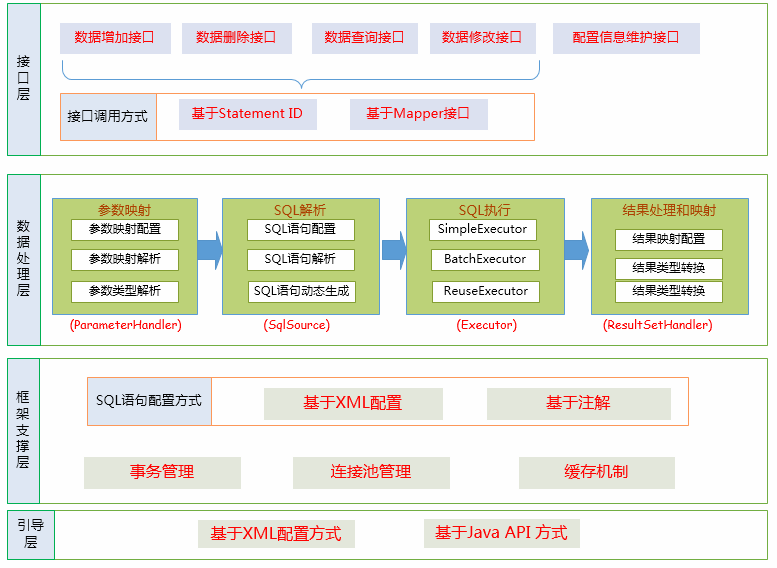 接口层
数据增加接口
数据删除接口
数据查询接口
数据修改接口
配置信息维护接口
接口调用方式
基于Statement ID
基于Mapper接口
数据处理层
参数映射
参数映射配置
参数映射解析
参数类型解析
(ParameterHandler)
SQL解析
SQL语句配置
SQL语句解析
SQL语句动态生成
(SqlSource)
SQL执行
SimpleExecutor
BatchExecutor
ReuseExecutor
(Executor)
结果处理和映射
结果映射配置
结果类型转换
结果类型转换
(ResultSetHandler)
框架支撑层
SQL语句配置方式
基于XML配置
基于注解
事务管理
连接池管理
缓存机制
引导层
基于XML配置方式
基于Java API 方式